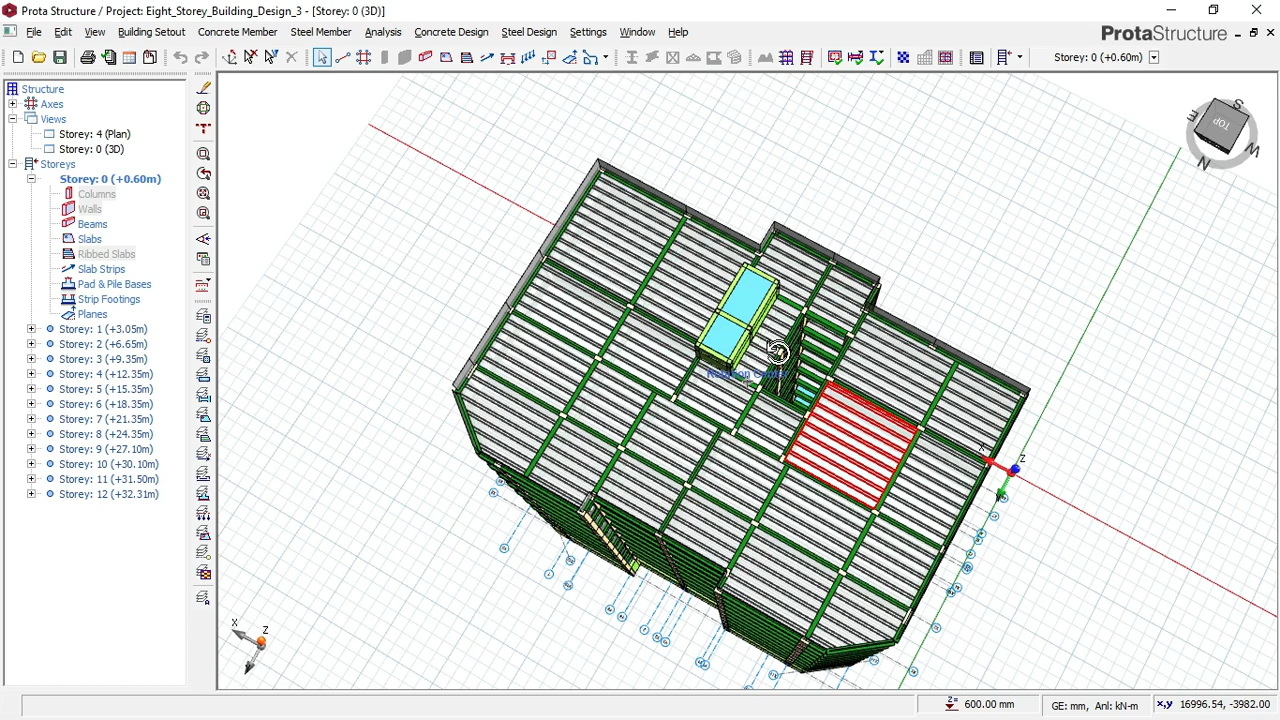 Prota Structure / Project: Eight_Storey_Building_Design_3 - [Storey: 0 (3D)]
File Edit View Building Setout Concrete Member Steel Member Analysis Concrete Design Steel Design Settings Window Help
ProtaStructure
Storey: 0 (+0.60m)
Structure
Axes
Views
Storey: 4 (Plan)
Storey: 0 (3D)
Storeys
Storey: 0 (+0.60m)
Columns
Walls
Beams
Slabs
Ribbed Slabs
Slab Strips
Pad & Pile Bases
Strip Footings
Planes
Storey: 1 (+3.05m)
Storey: 2 (+6.65m)
Storey: 3 (+9.35m)
Storey: 4 (+12.35m)
Storey: 5 (+15.35m)
Storey: 6 (+18.35m)
Storey: 7 (+21.35m)
Storey: 8 (+24.35m)
Storey: 9 (+27.10m)
Storey: 10 (+30.10m)
Storey: 11 (+31.50m)
Storey: 12 (+32.31m)
S
E
TOP
W
N
X
Z
X
Z
Z=
600.00 mm
GE: mm, Anl: kN-m
x,y
16996.54, -3982.00